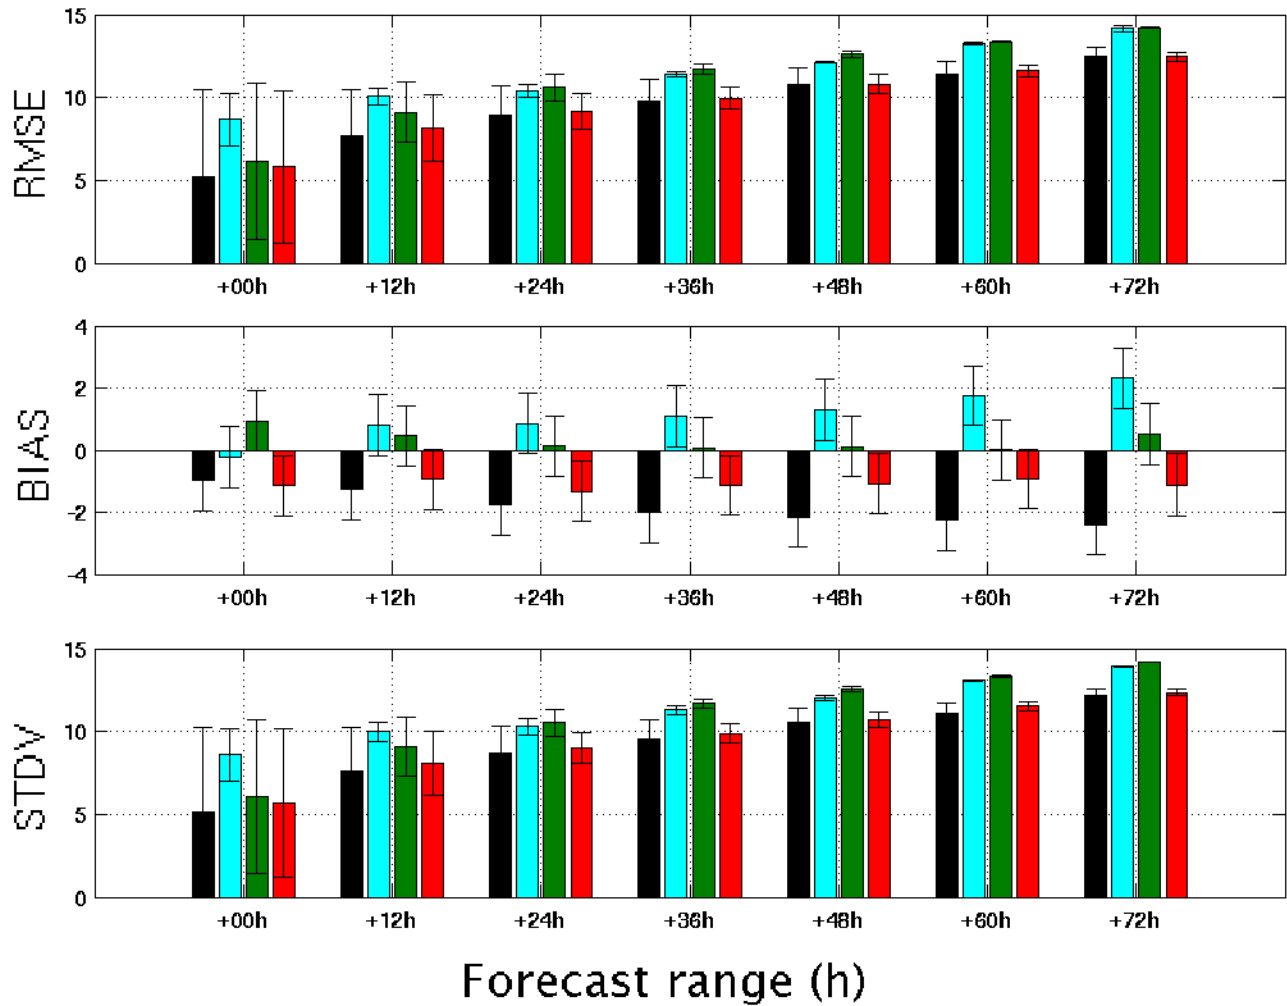 15
10
5
0
RMSE
+00h +12h +24h +36h +48h +60h +72h
4
2
0
-2
-4
BIAS
+00h +12h +24h +36h +48h +60h +72h
15
10
5
0
STDV
+00h +12h +24h +36h +48h +60h +72h
Forecast range (h)